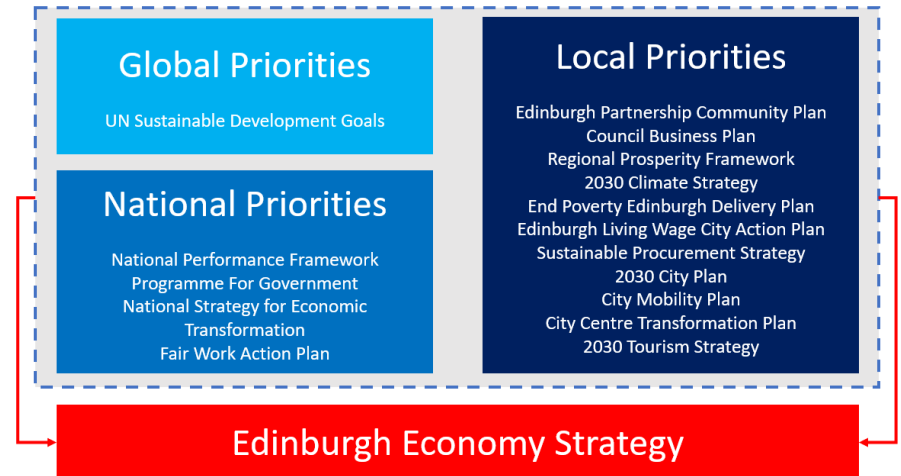 Global Priorities
UN Sustainable Development Goals
National Priorities
National Performance Framework
Programme For Government
National Strategy for Economic
Transformation
Fair Work Action Plan
Local Priorities
Edinburgh Partnership Community Plan
Council Business Plan
Regional Prosperity Framework
2030 Climate Strategy
End Poverty Edinburgh Delivery Plan
Edinburgh Living Wage City Action Plan
Sustainable Procurement Strategy
2030 City Plan
City Mobility Plan
City Centre Transformation Plan
2030 Tourism Strategy
Edinburgh Economy Strategy